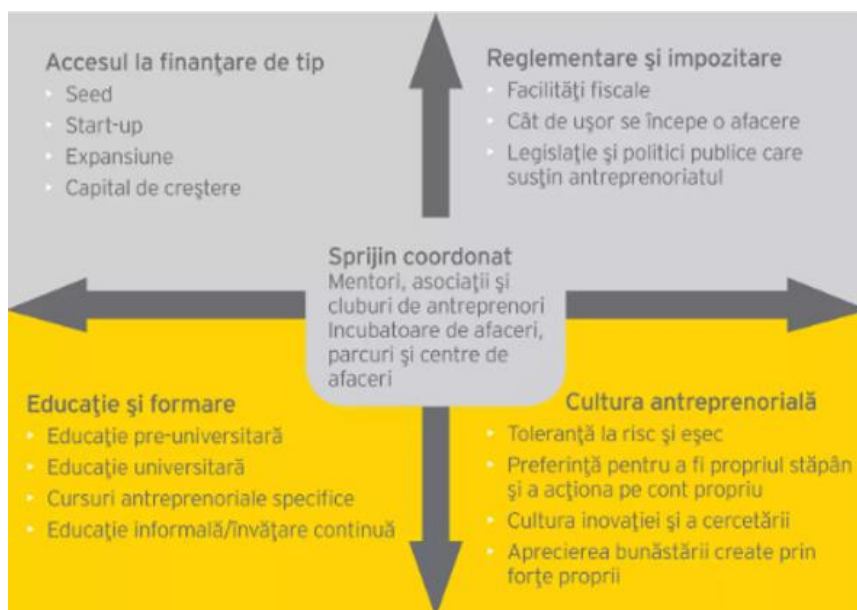 Accesul la finanţare de tip
Seed
Start-up
Expansiune
Capital de creştere
Reglementare şi impozitare
Facilităţi fiscale
Cât de uşor se începe o afacere
Legislaţie şi politici publice care
susţin antreprenoriatul
Sprijin coordonat
Mentori, asociaţii şi
cluburi de antreprenori
Incubatoare de afaceri,
parcuri şi centre de
afaceri
Educaţie şi formare
Educaţie pre-universitară
Educaţie universitară
Cursuri antreprenoriale specifice
Educaţie informală/învăţare continuă
Cultura antreprenorială
Toleranţă la risc şi eşec
Preferinţă pentru a fi propriul stăpân
şi a acţiona pe cont propriu
Cultura inovaţiei şi a cercetării
Aprecierea bunăstării create prin
forţe proprii